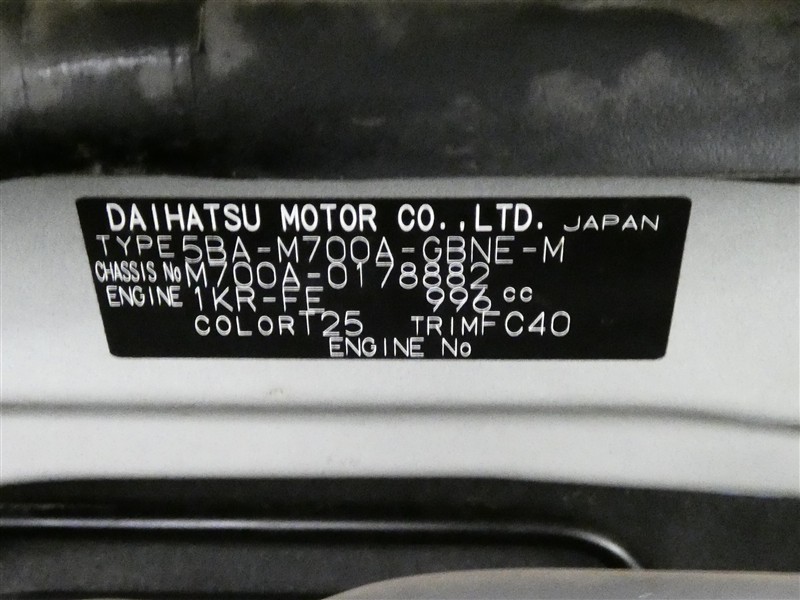 DAIHATSU MOTOR CO.,LTD. JAPAN
TYPE 5BA-M700A-GBNE-M
CHASSIS No M700A-0178882
ENGINE 1KR-FE 996 cc
COLOR T25 TRIM FC40
ENGINE No